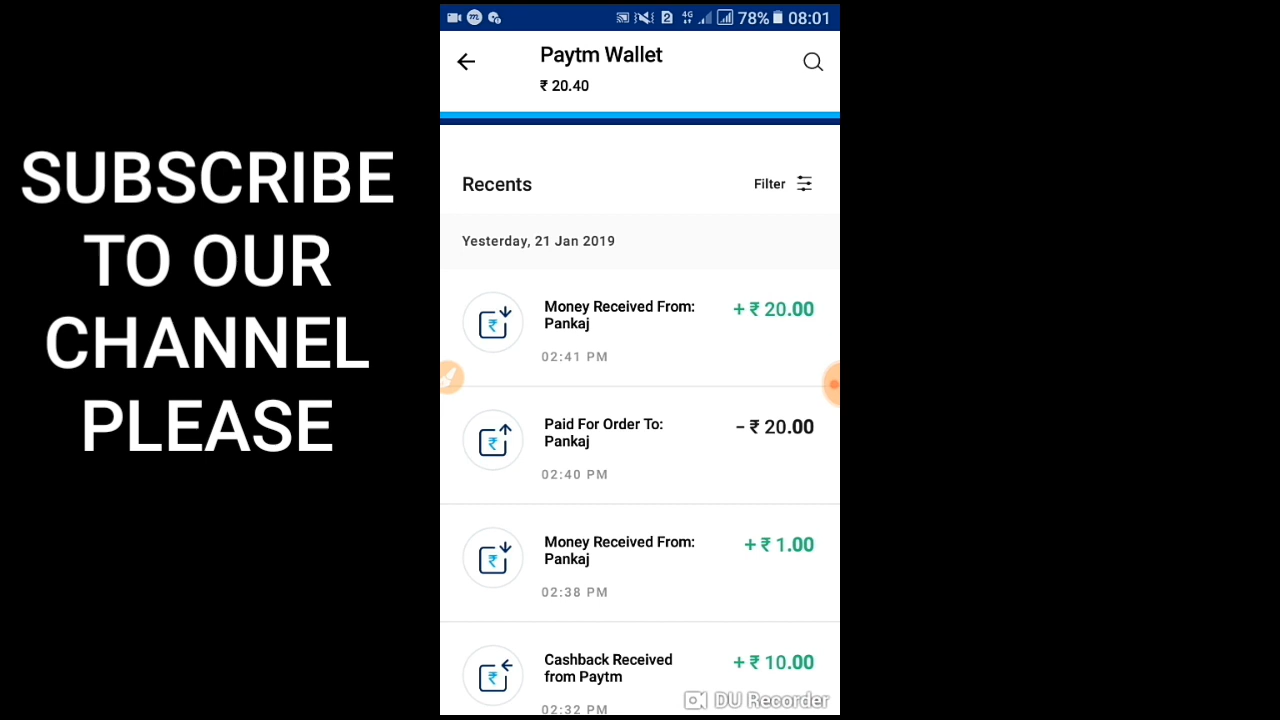 SUBSCRIBE
TO OUR
CHANNEL
PLEASE
2 4G 78% 08:01
Paytm Wallet
₹ 20.40
Recents
Filter
Yesterday, 21 Jan 2019
Money Received From:
Pankaj
+ ₹ 20.00
02:41 PM
Paid For Order To:
Pankaj
- ₹ 20.00
02:40 PM
Money Received From:
Pankaj
+ ₹ 1.00
02:38 PM
Cashback Received
from Paytm
+ ₹ 10.00
02:32 PM
DU Recorder